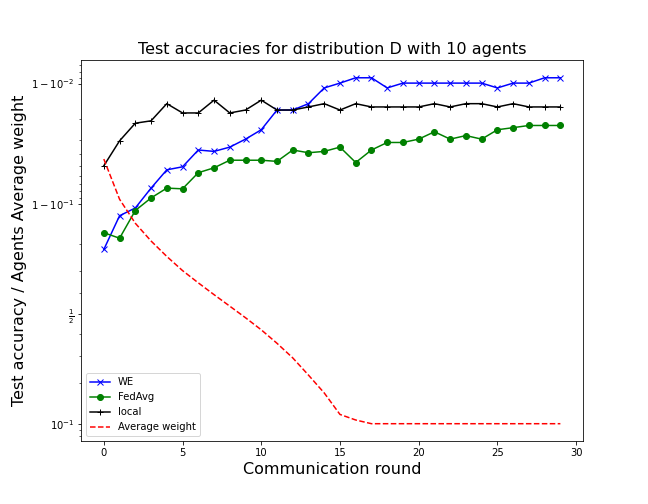 Test accuracies for distribution D with 10 agents
Test accuracy / Agents Average weight
1−10⁻²
1−10⁻¹
½
10⁻¹
WE
FedAvg
local
Average weight
0 5 10 15 20 25 30
Communication round